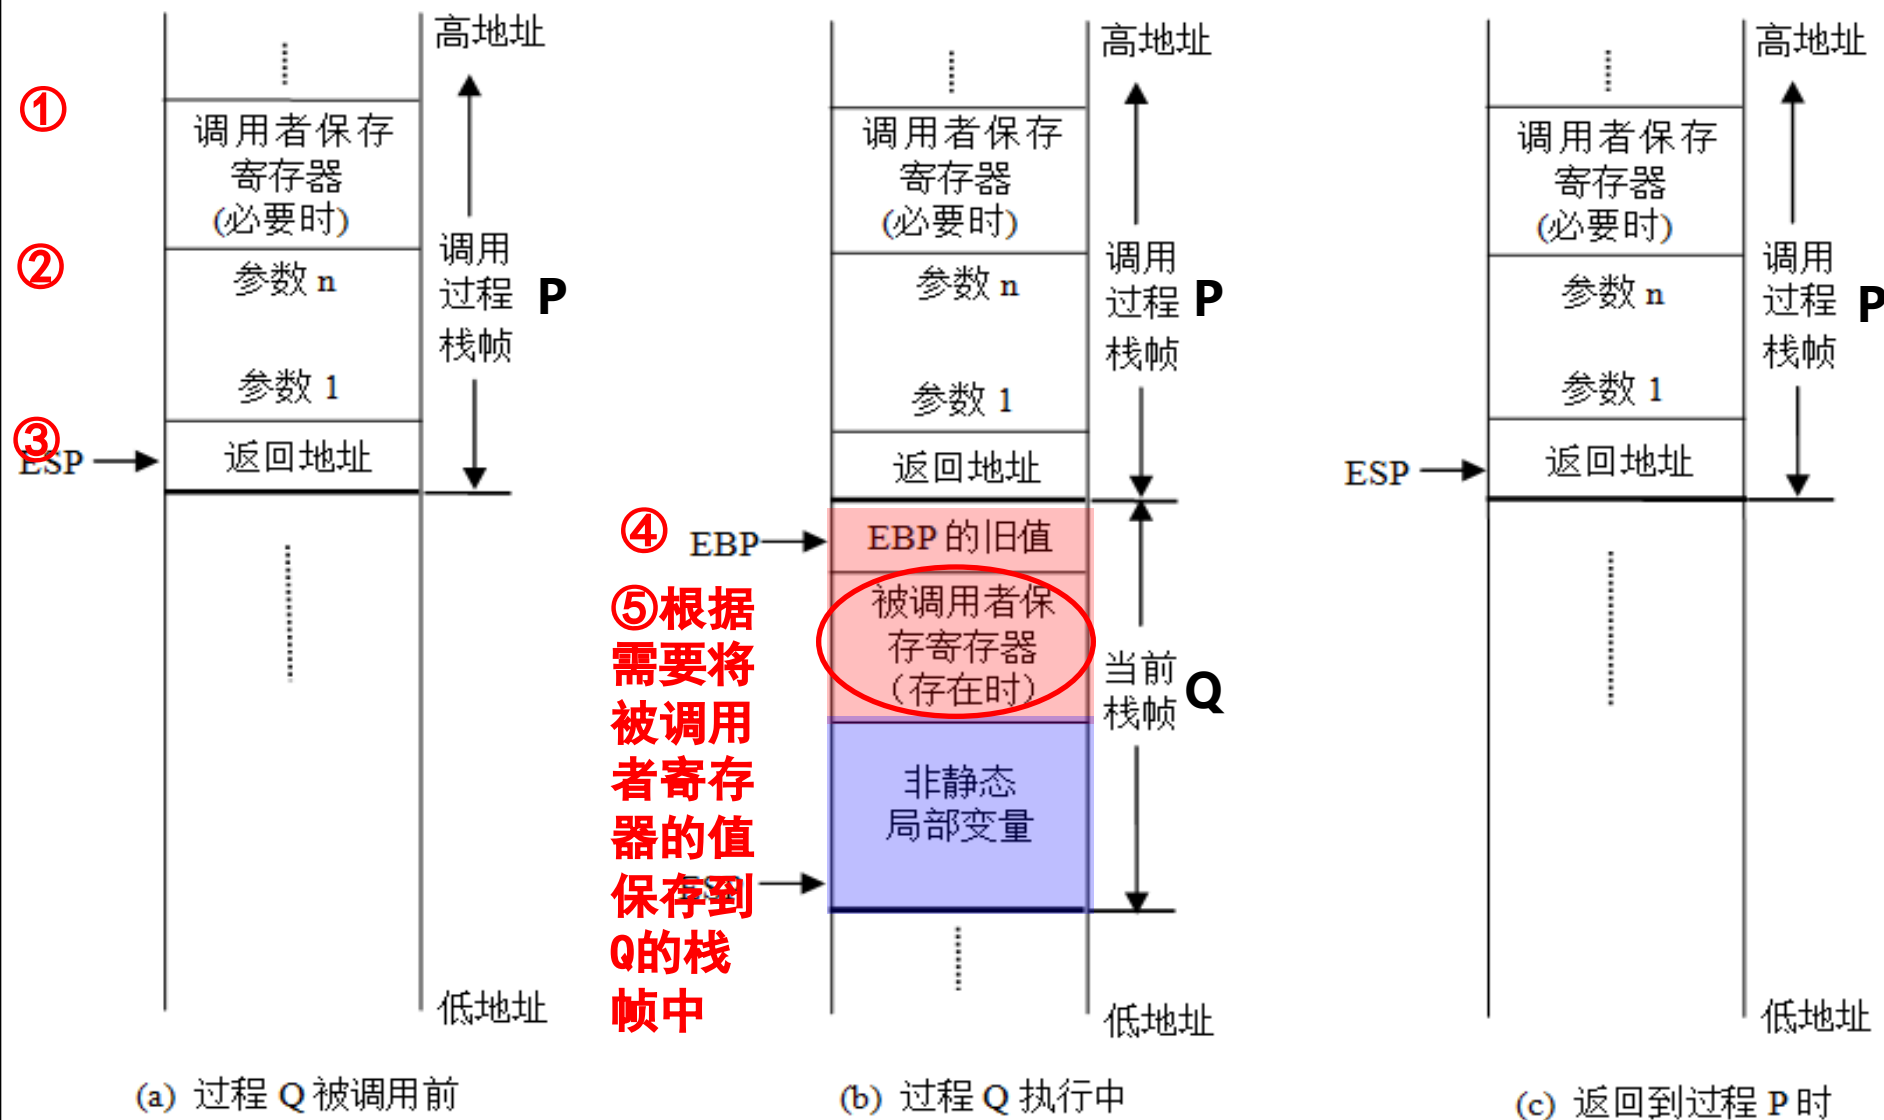 高地址
①
调用者保存
寄存器
(必要时)
②
参数 n
参数 1
调用
过程 P
栈帧
③
ESP
返回地址
低地址
(a) 过程 Q 被调用前
高地址
调用者保存
寄存器
(必要时)
参数 n
参数 1
调用
过程 P
栈帧
返回地址
④
EBP
EBP 的旧值
⑤根据
需要将
被调用
者寄存
器的值
保存到
Q的栈
帧中
被调用者保
存寄存器
（存在时）
当前
栈帧 Q
非静态
局部变量
ESP
低地址
(b) 过程 Q 执行中
高地址
调用者保存
寄存器
(必要时)
参数 n
参数 1
调用
过程 P
栈帧
ESP
返回地址
低地址
(c) 返回到过程 P 时